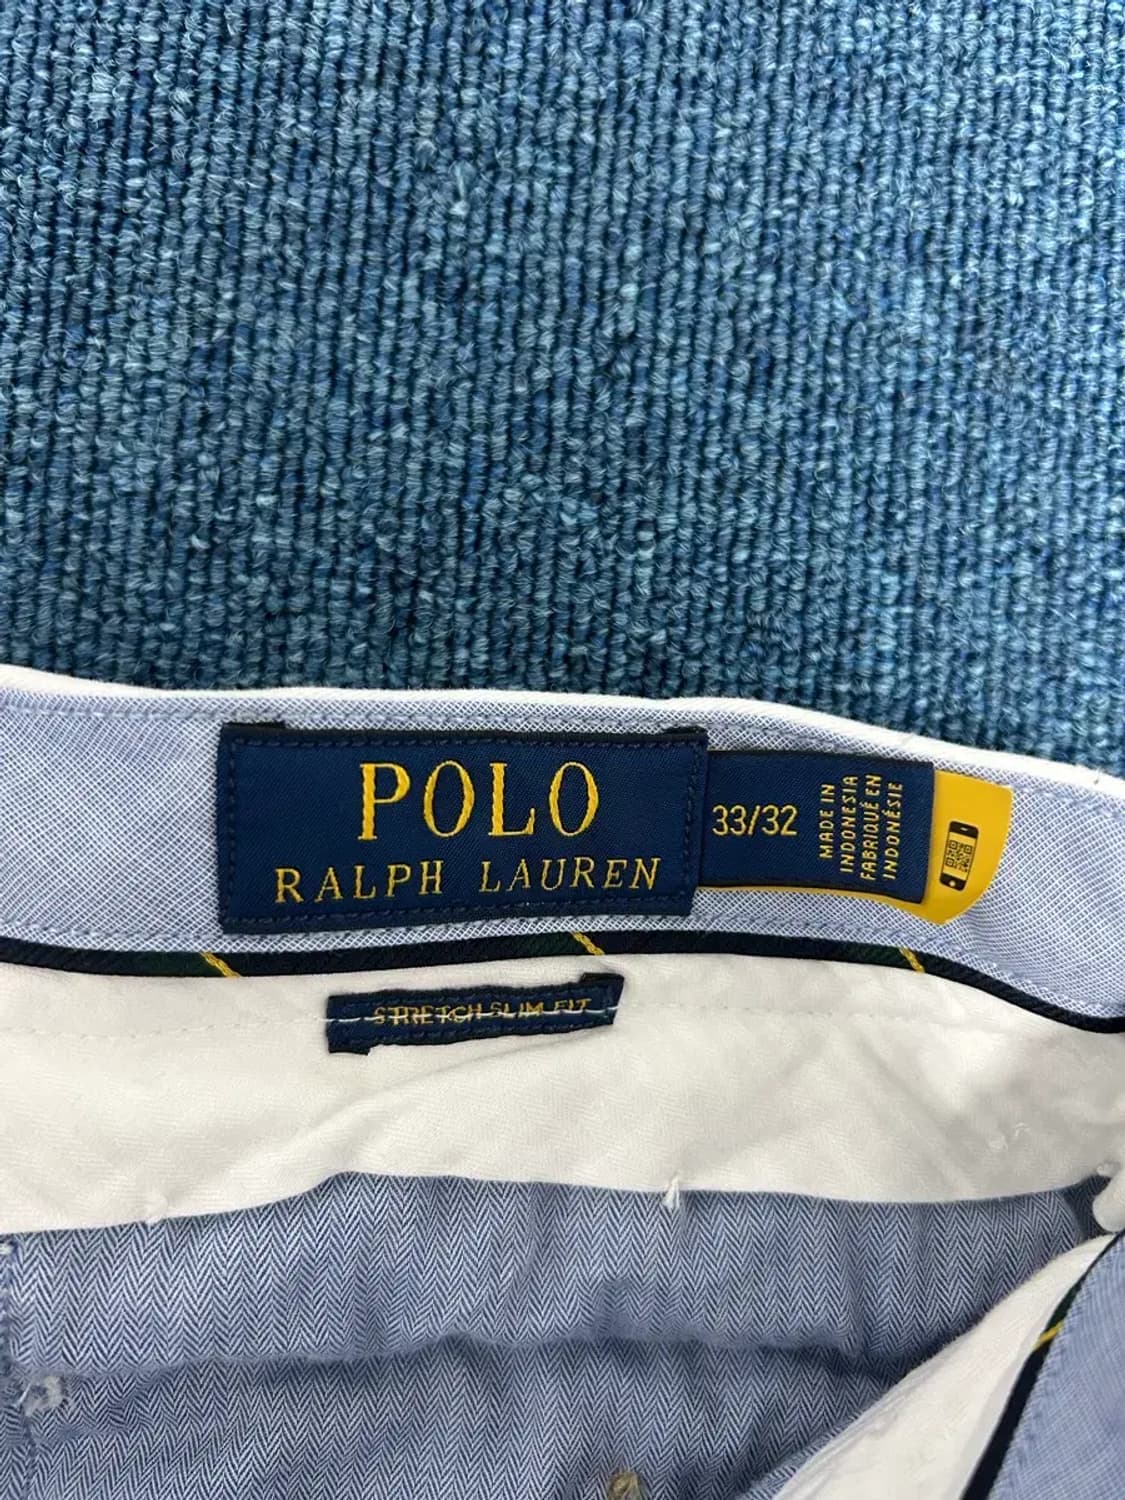 POLO
RALPH LAUREN
33/32
MADE IN
INDONESIA
FABRIQUÉ EN
INDONÉSIE
STRETCH SLIM FIT